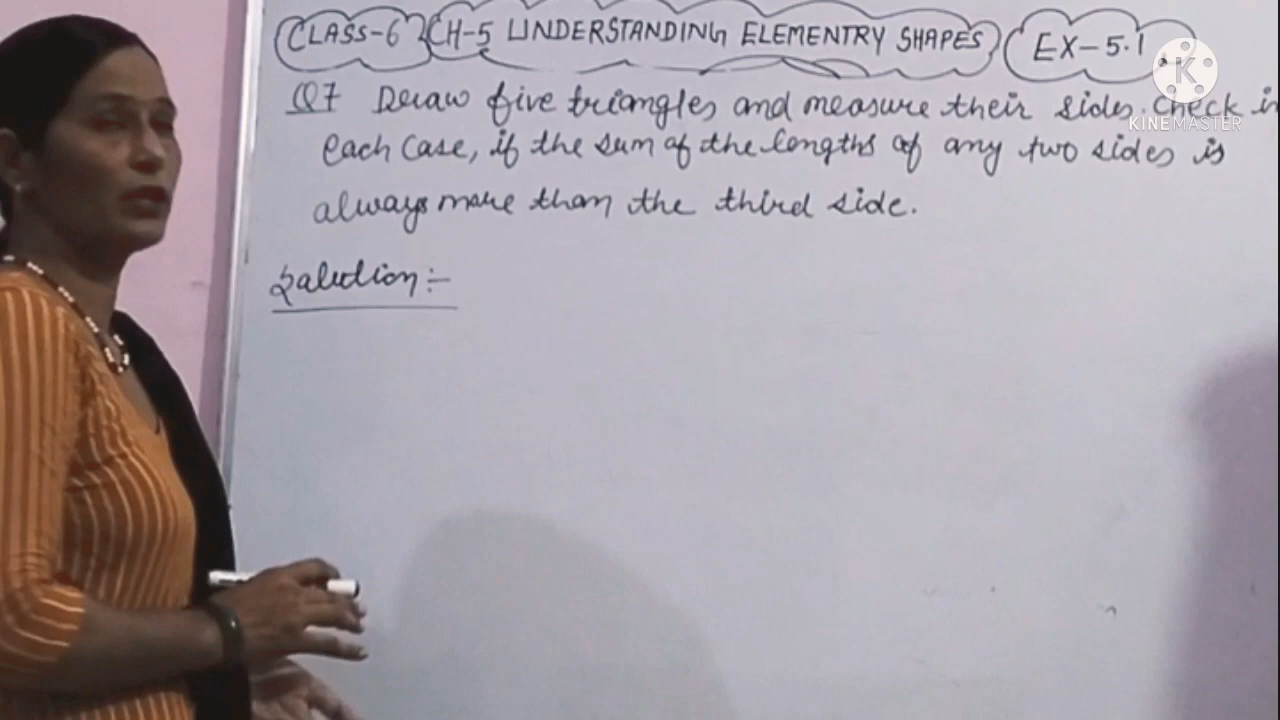 CLASS-6 CH-5 UNDERSTANDING ELEMENTRY SHAPES EX-5.1
K
KINEMASTER
Q7 Draw five triangles and measure their sides. Check in
each case, if the sum of the lengths of any two sides is
always more than the third side.
Solution:-